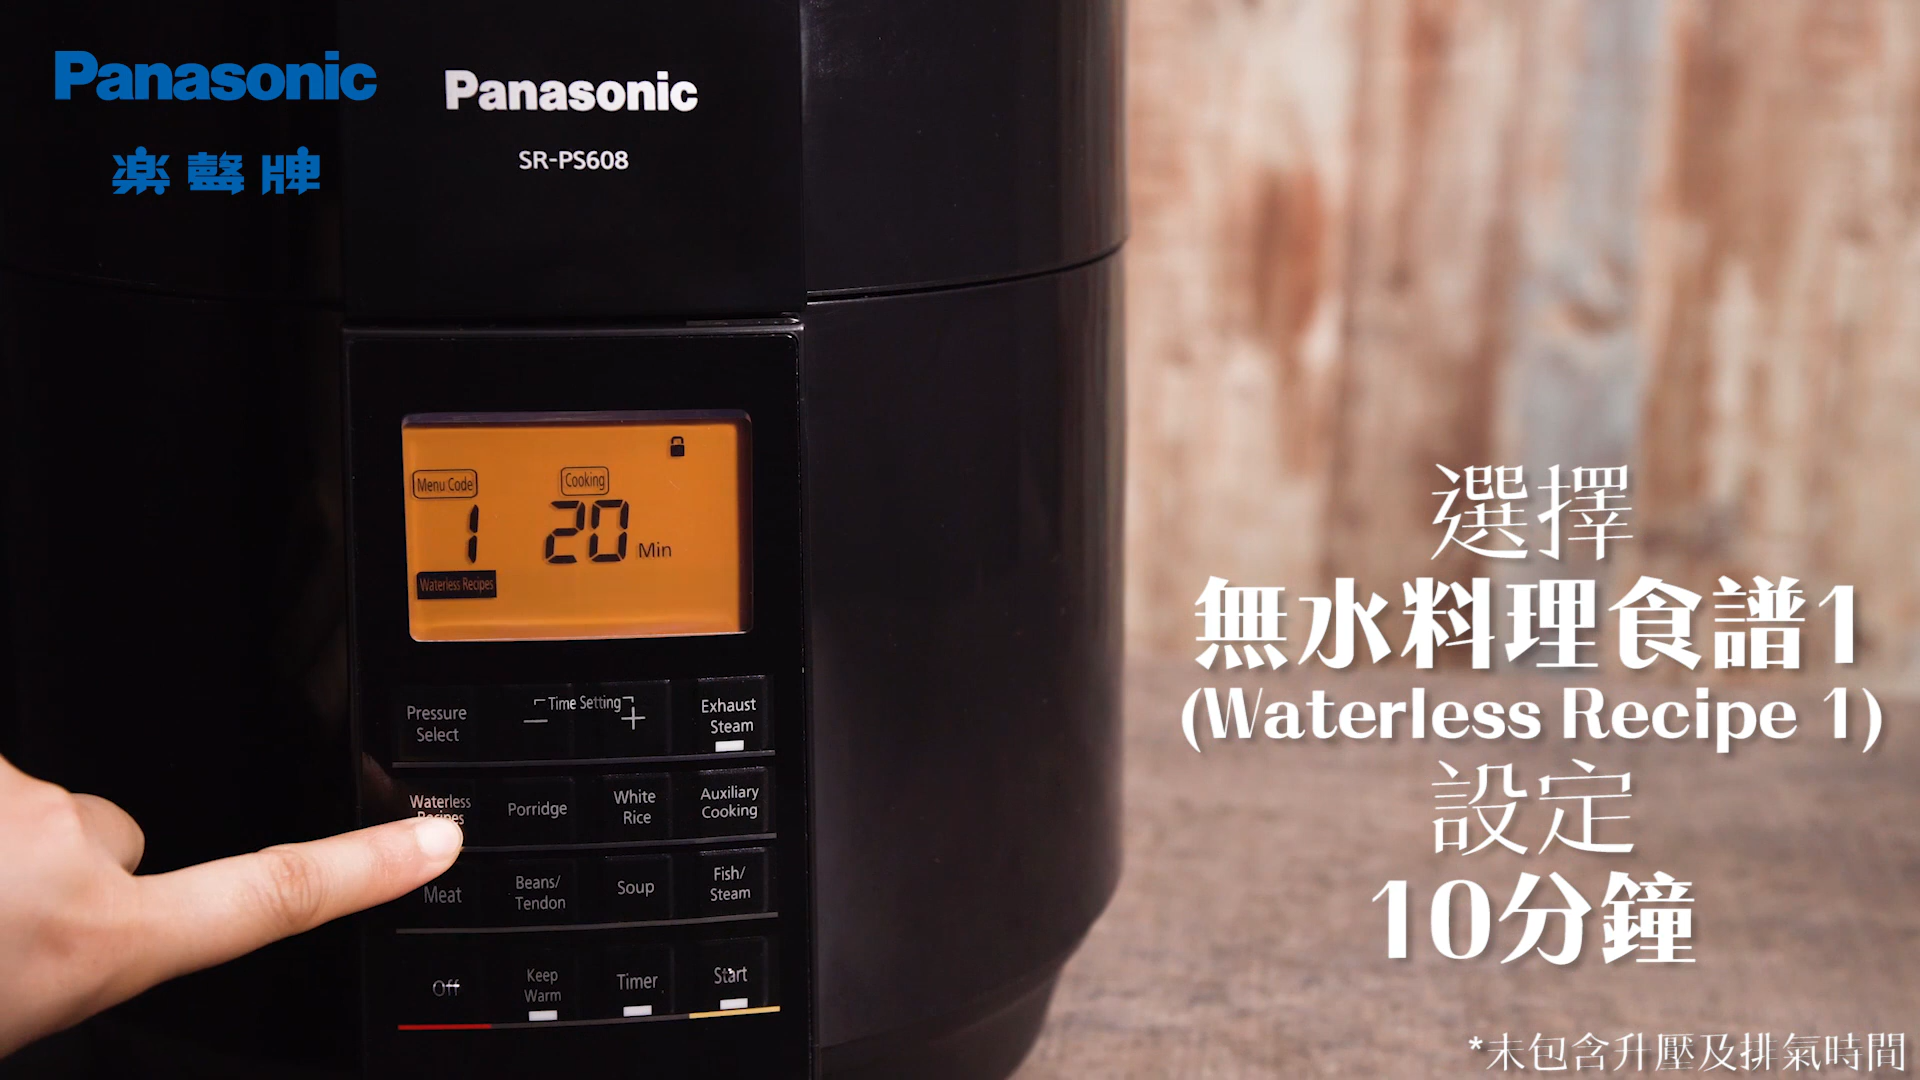 Panasonic
楽聲牌
Panasonic
SR-PS608
Menu Code
Cooking
1
20
Min
Waterless Recipes
Pressure
Select
Time Setting
− +
Exhaust
Steam
Waterless
Recipes
Porridge
White
Rice
Auxiliary
Cooking
Meat
Beans/
Tendon
Soup
Fish/
Steam
Off
Keep
Warm
Timer
Start
選擇
無水料理食譜1
(Waterless Recipe 1)
設定
10分鐘
*未包含升壓及排氣時間